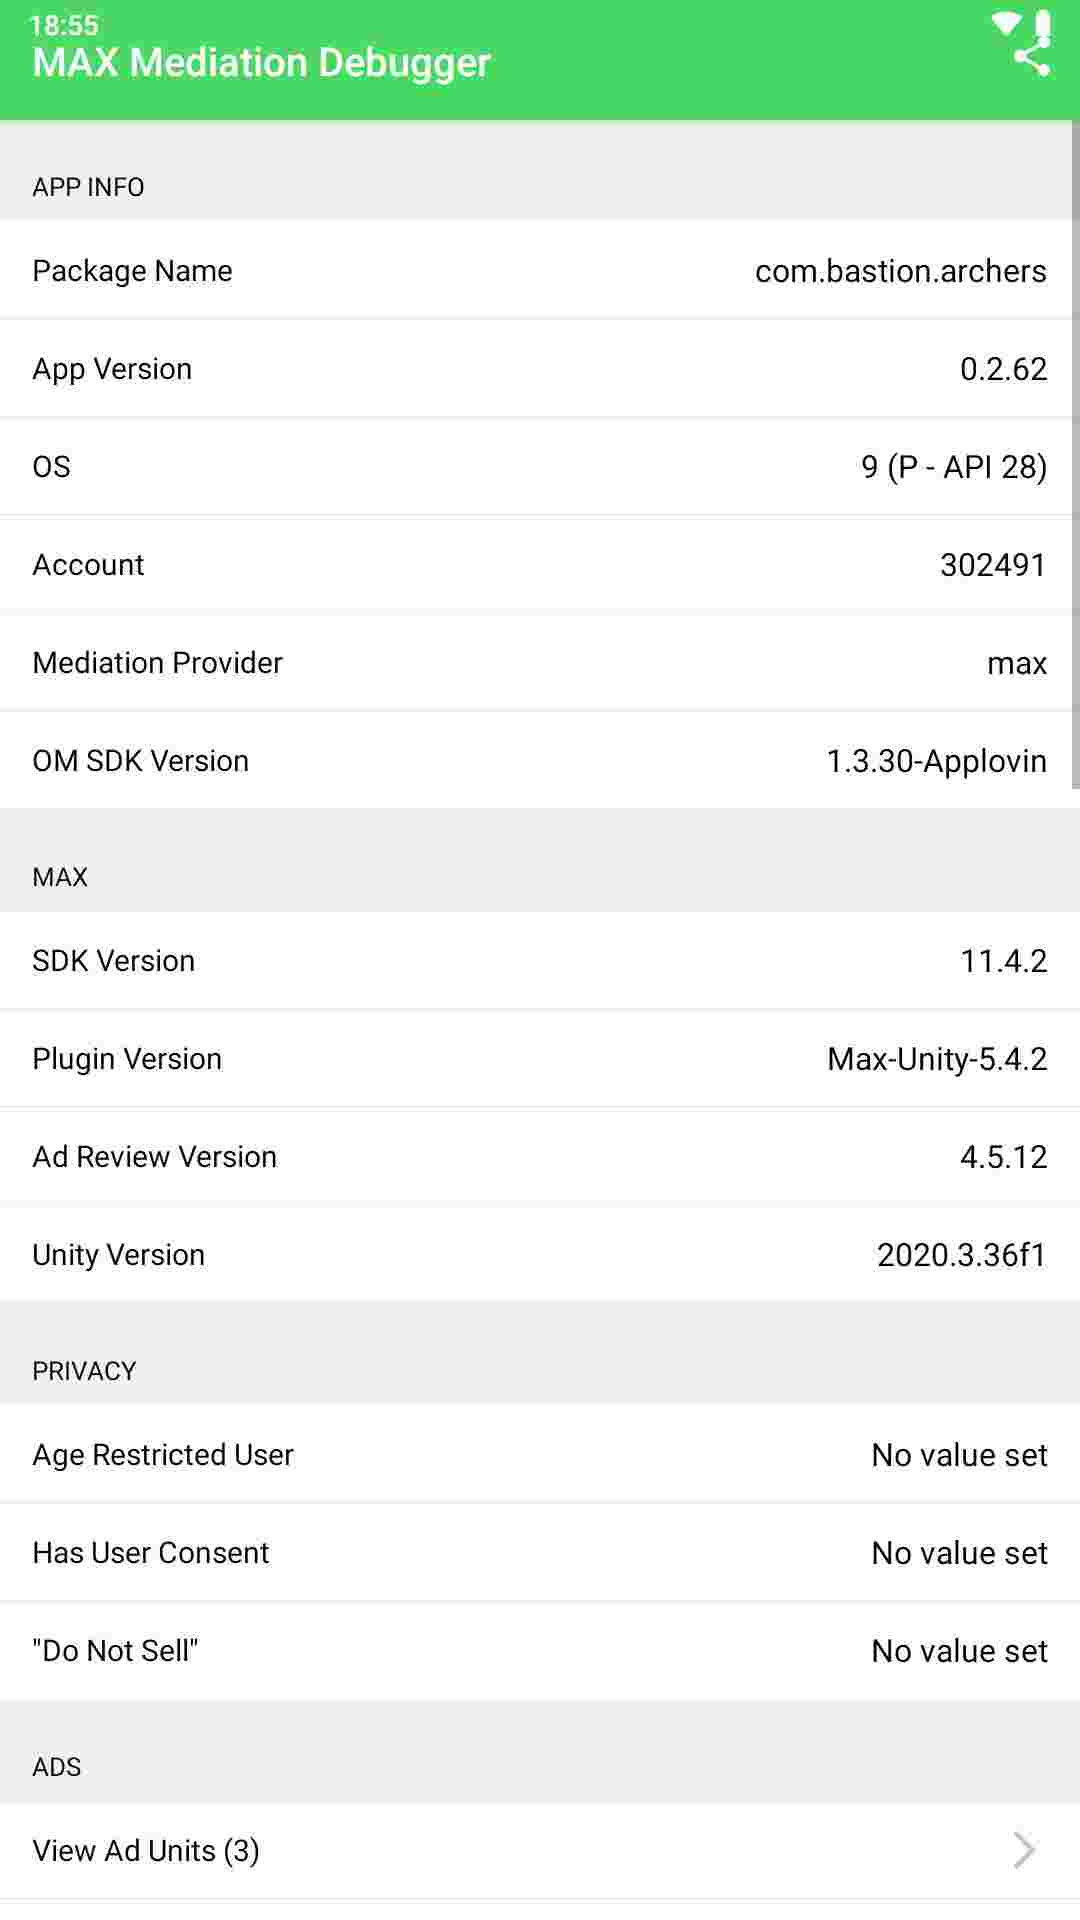 18:55
MAX Mediation Debugger
APP INFO
Package Name com.bastion.archers
App Version 0.2.62
OS 9 (P - API 28)
Account 302491
Mediation Provider max
OM SDK Version 1.3.30-Applovin
MAX
SDK Version 11.4.2
Plugin Version Max-Unity-5.4.2
Ad Review Version 4.5.12
Unity Version 2020.3.36f1
PRIVACY
Age Restricted User No value set
Has User Consent No value set
"Do Not Sell" No value set
ADS
View Ad Units (3)